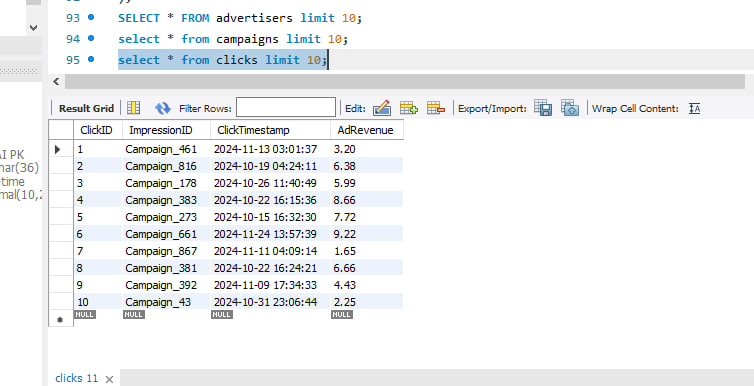 );
93 SELECT * FROM advertisers limit 10;
94 select * from campaigns limit 10;
95 select * from clicks limit 10;
Result Grid Filter Rows: Edit: Export/Import: Wrap Cell Content: IA
ClickID ImpressionID ClickTimestamp AdRevenue
1 Campaign_461 2024-11-13 03:01:37 3.20
AI PK
2 Campaign_816 2024-10-19 04:24:11 6.38
har(36)
3 Campaign_178 2024-10-26 11:40:49 5.99
time
mal(10,2
4 Campaign_383 2024-10-22 16:15:36 8.66
5 Campaign_273 2024-10-15 16:32:30 7.72
6 Campaign_661 2024-11-24 13:57:39 9.22
7 Campaign_867 2024-11-11 04:09:14 1.65
8 Campaign_381 2024-10-22 16:24:21 6.66
9 Campaign_392 2024-11-09 17:34:33 4.43
10 Campaign_43 2024-10-31 23:06:44 2.25
NULL NULL NULL NULL
clicks 11